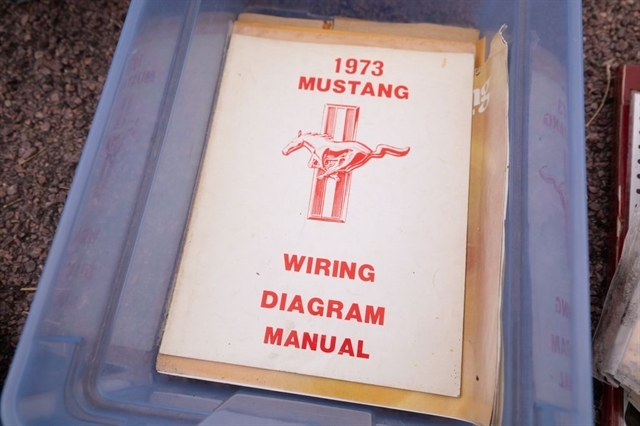 1973
MUSTANG
WIRING
DIAGRAM
MANUAL